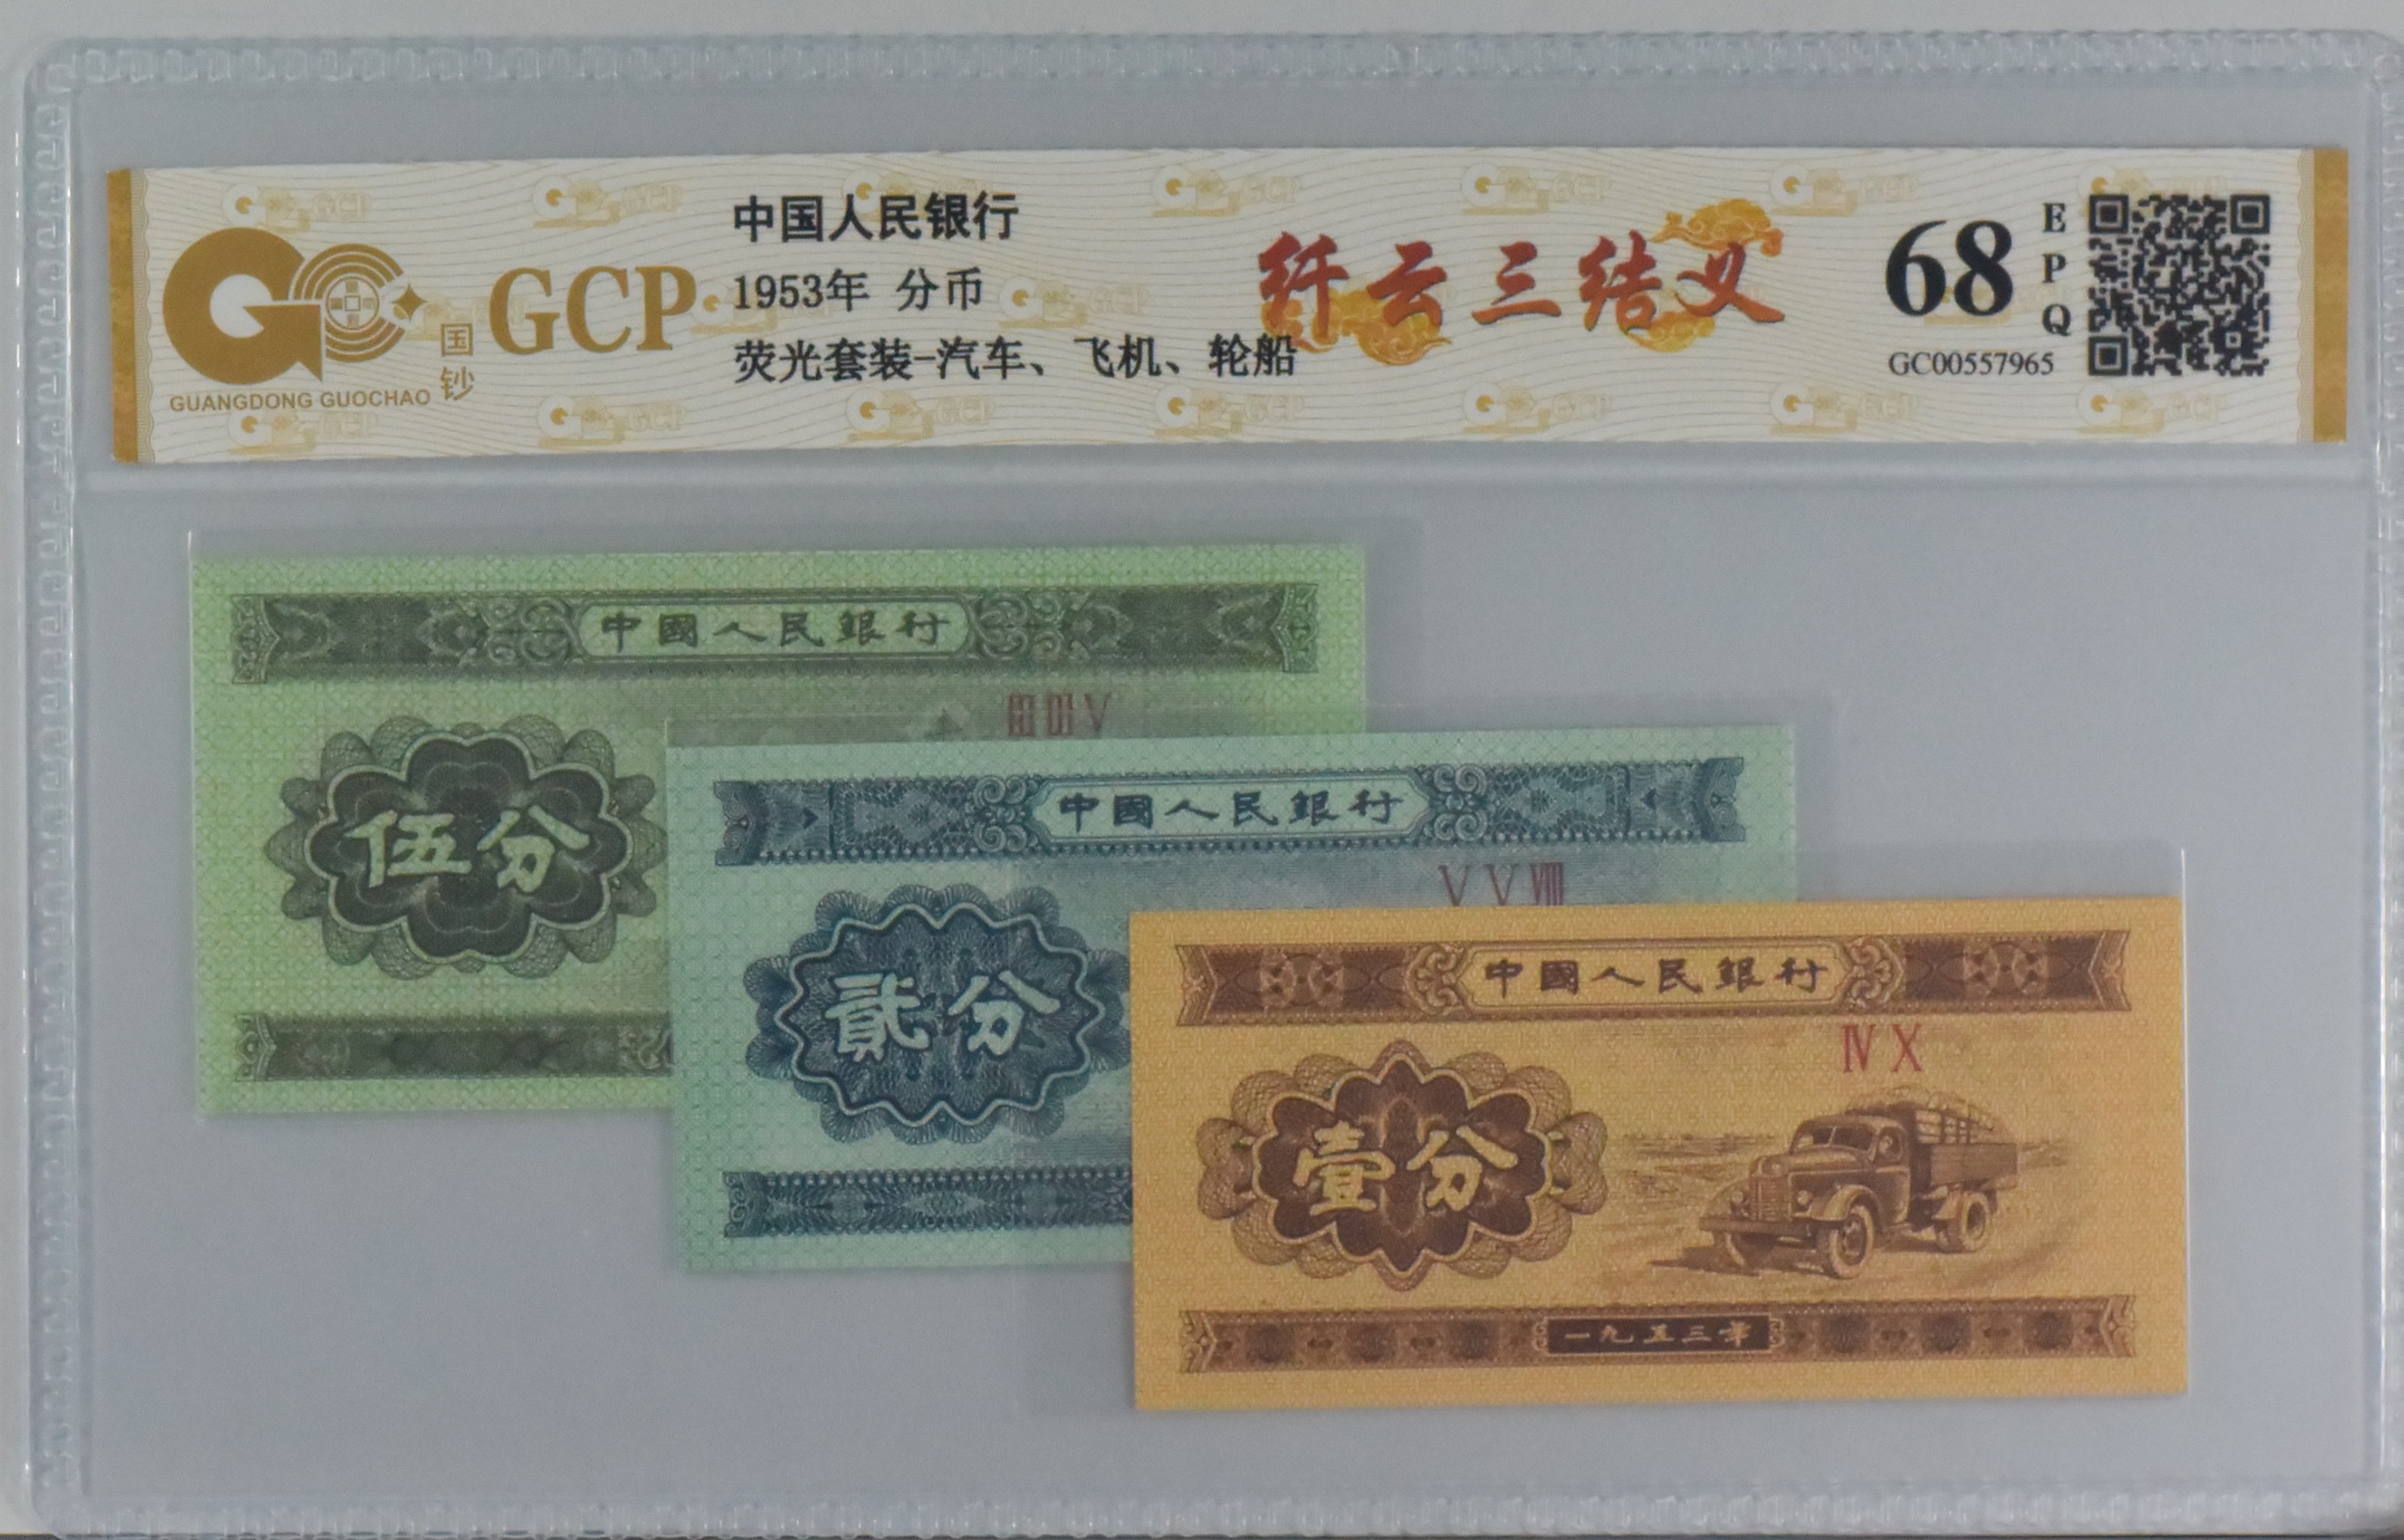 中国人民银行
1953年 分币
荧光套装-汽车、飞机、轮船
纤云三结义
68
EPQ
GC00557965
GCP
国钞
GUANGDONG GUOCHAO
中國人民銀行
ⅢⅢⅤ
伍分
中國人民銀行
ⅤⅤⅧ
貳分
中國人民銀行
ⅣⅩ
壹分
一九五三年